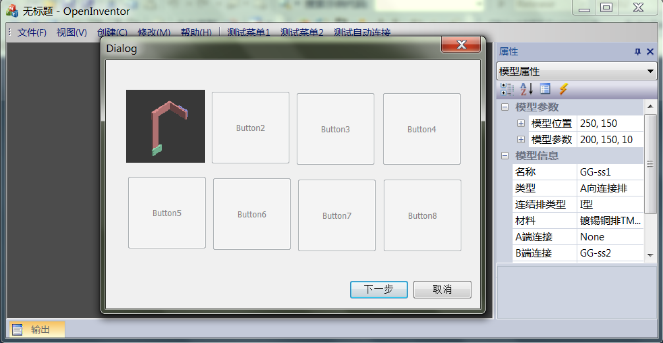 无标题 - OpenInventor
文件(F) 视图(V) 创建(C) 修改(M) 帮助(H) 测试菜单1 测试菜单2 测试自动连接
Dialog
Button2
Button3
Button4
Button5
Button6
Button7
Button8
下一步
取消
属性
模型属性
模型参数
模型位置 250, 150
模型参数 200, 150, 10
模型信息
名称 GG-ss1
类型 A向连接排
连结排类型 I型
材料 镀锡铜排TM...
A端连接 None
B端连接 GG-ss2
输出